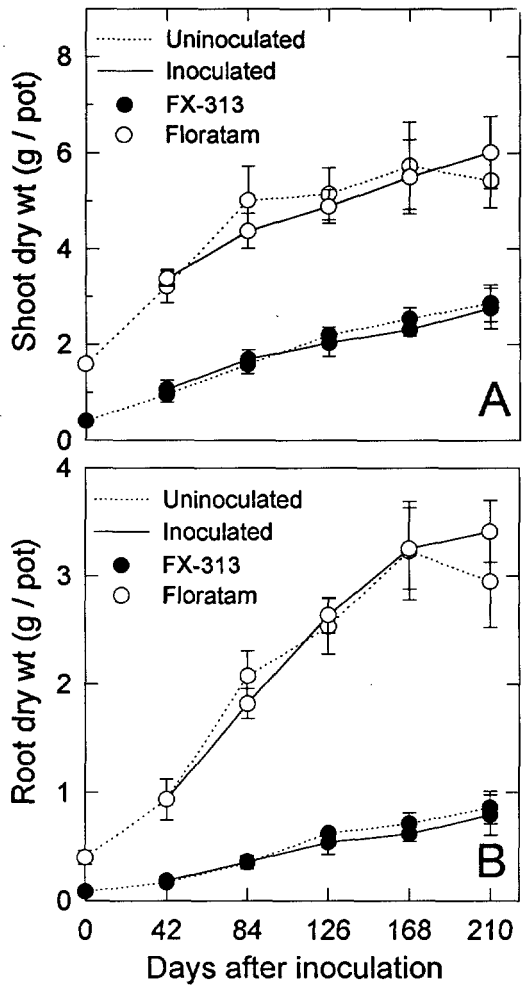 8
6
4
2
0
Shoot dry wt (g / pot)
Uninoculated
Inoculated
FX-313
Floratam
A
4
3
2
1
0
Root dry wt (g / pot)
Uninoculated
Inoculated
FX-313
Floratam
B
0 42 84 126 168 210
Days after inoculation